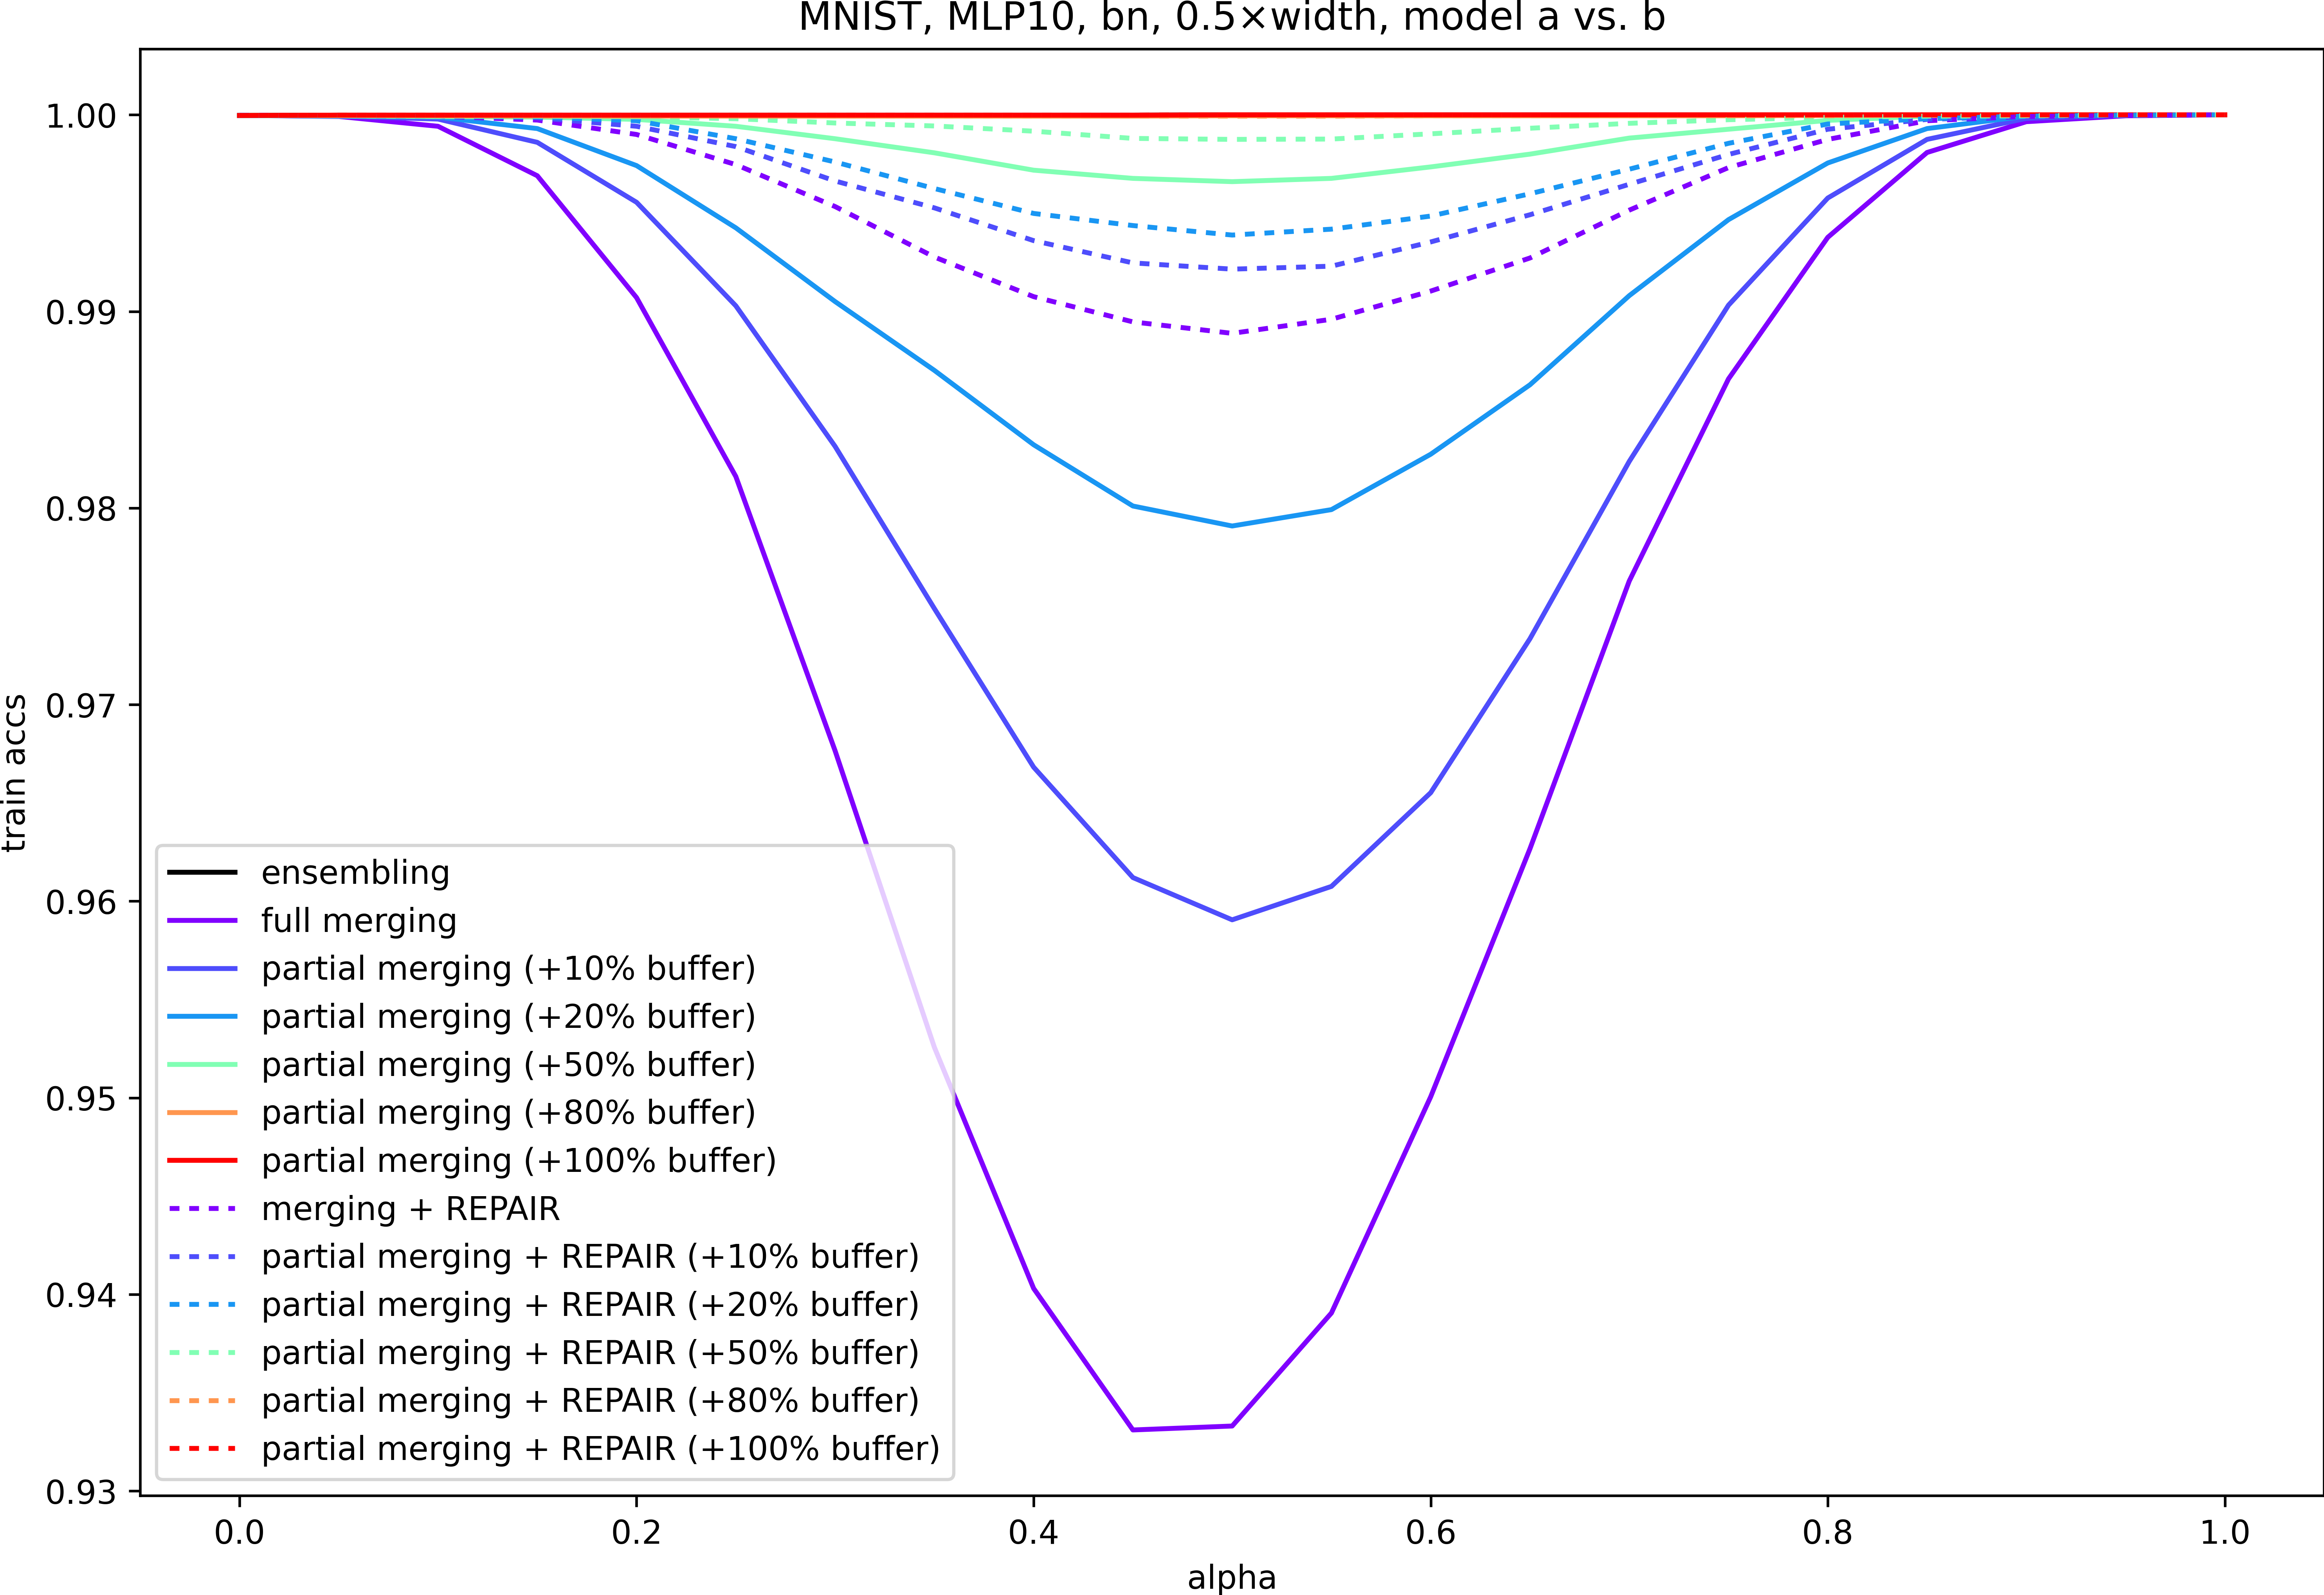 MNIST, MLP10, bn, 0.5×width, model a vs. b
1.00
0.99
0.98
0.97
0.96
0.95
0.94
0.93
train accs
ensembling
full merging
partial merging (+10% buffer)
partial merging (+20% buffer)
partial merging (+50% buffer)
partial merging (+80% buffer)
partial merging (+100% buffer)
merging + REPAIR
partial merging + REPAIR (+10% buffer)
partial merging + REPAIR (+20% buffer)
partial merging + REPAIR (+50% buffer)
partial merging + REPAIR (+80% buffer)
partial merging + REPAIR (+100% buffer)
0.0 0.2 0.4 0.6 0.8 1.0
alpha